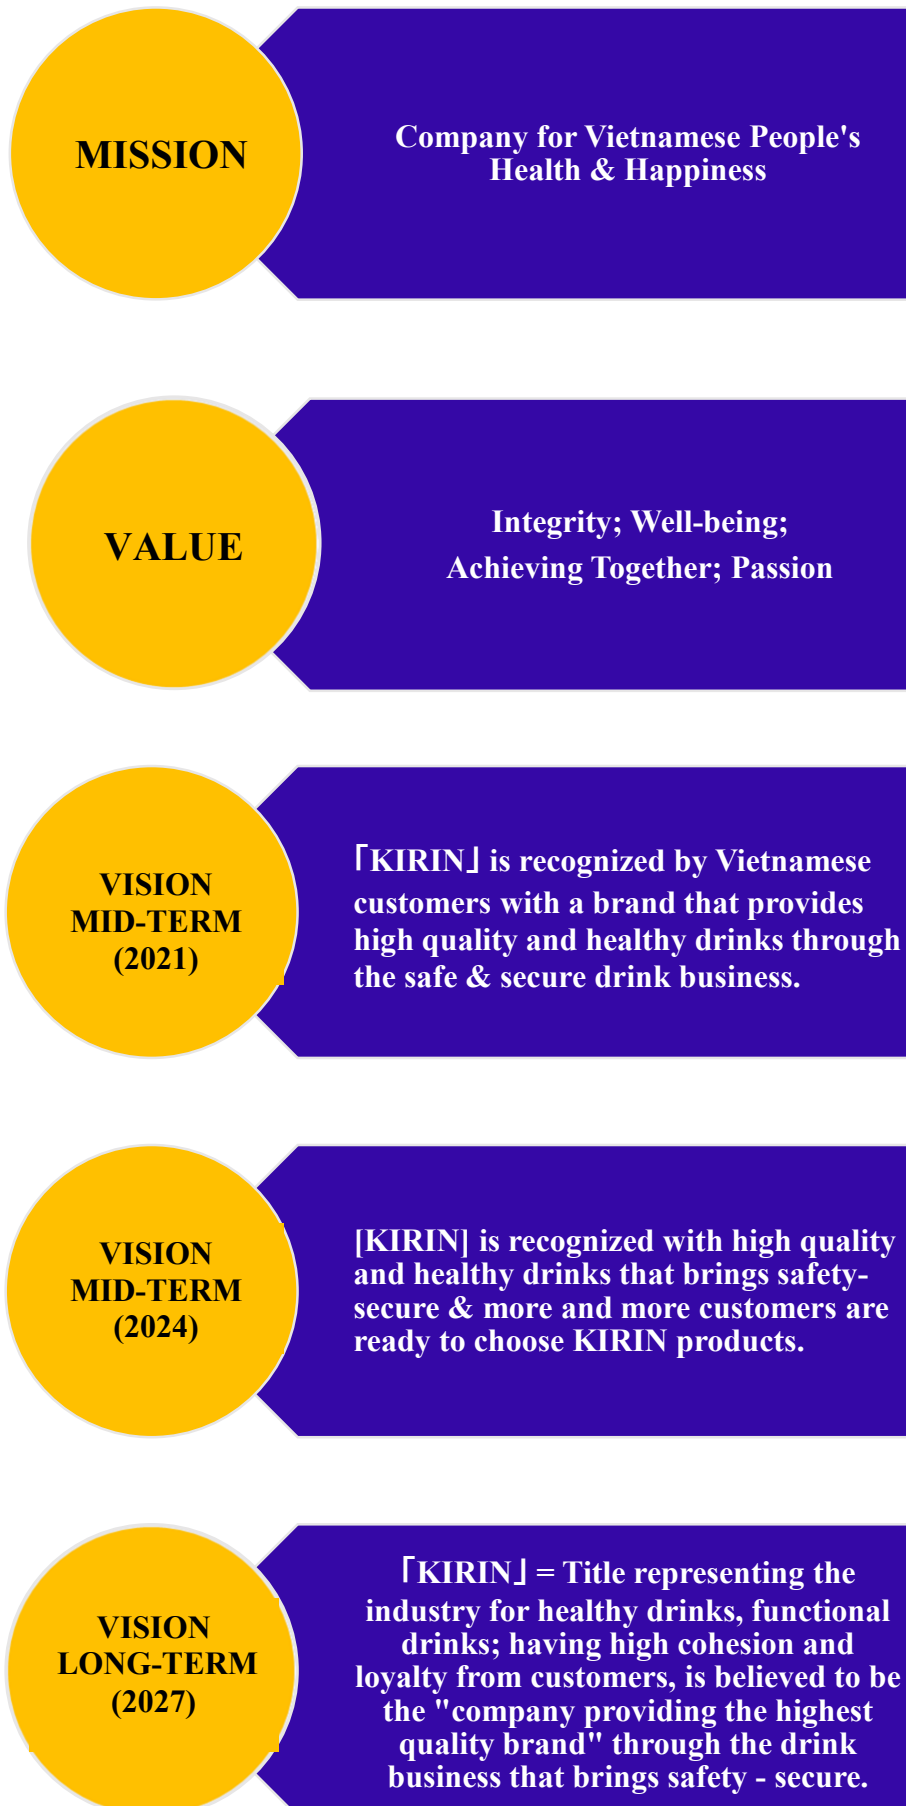 MISSION
Company for Vietnamese People's
Health & Happiness
VALUE
Integrity; Well-being;
Achieving Together; Passion
VISION
MID-TERM
(2021)
「KIRIN」 is recognized by Vietnamese
customers with a brand that provides
high quality and healthy drinks through
the safe & secure drink business.
VISION
MID-TERM
(2024)
[KIRIN] is recognized with high quality
and healthy drinks that brings safety-
secure & more and more customers are
ready to choose KIRIN products.
VISION
LONG-TERM
(2027)
「KIRIN」 = Title representing the
industry for healthy drinks, functional
drinks; having high cohesion and
loyalty from customers, is believed to be
the "company providing the highest
quality brand" through the drink
business that brings safety - secure.